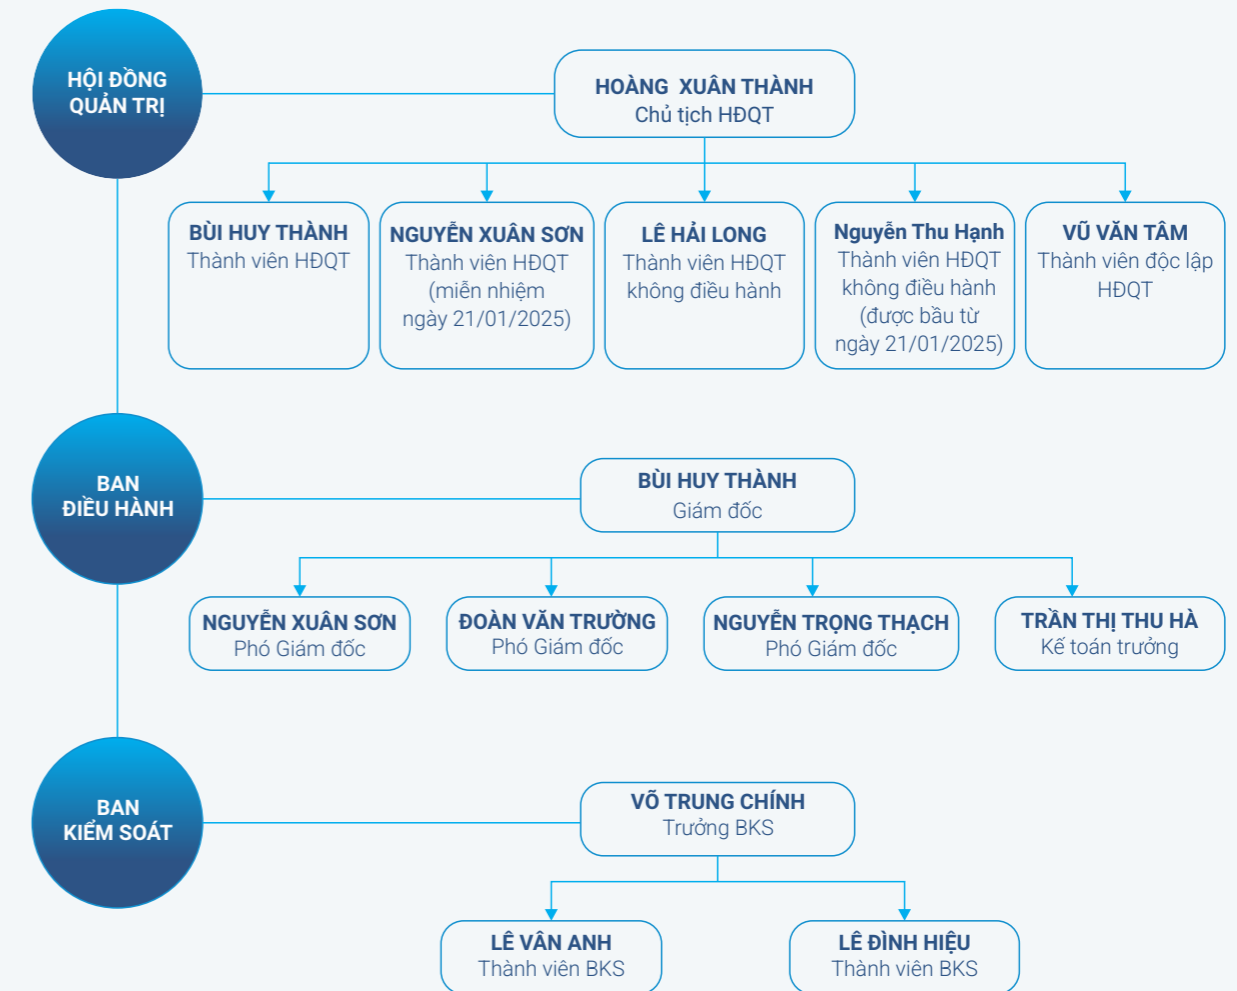 HỘI ĐỒNG
QUẢN TRỊ
HOÀNG XUÂN THÀNH
Chủ tịch HĐQT
BÙI HUY THÀNH
Thành viên HĐQT
NGUYỄN XUÂN SƠN
Thành viên HĐQT
(miễn nhiệm
ngày 21/01/2025)
LÊ HẢI LONG
Thành viên HĐQT
không điều hành
Nguyễn Thu Hạnh
Thành viên HĐQT
không điều hành
(được bầu từ
ngày 21/01/2025)
VŨ VĂN TÂM
Thành viên độc lập
HĐQT
BAN
ĐIỀU HÀNH
BÙI HUY THÀNH
Giám đốc
NGUYỄN XUÂN SƠN
Phó Giám đốc
ĐOÀN VĂN TRƯỜNG
Phó Giám đốc
NGUYỄN TRỌNG THẠCH
Phó Giám đốc
TRẦN THỊ THU HÀ
Kế toán trưởng
BAN
KIỂM SOÁT
VÕ TRUNG CHÍNH
Trưởng BKS
LÊ VÂN ANH
Thành viên BKS
LÊ ĐÌNH HIỆU
Thành viên BKS